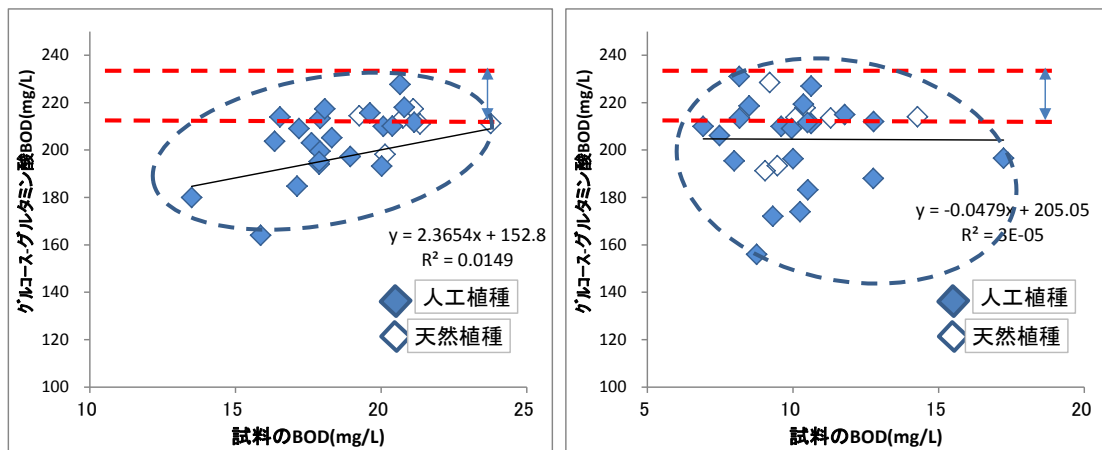 グルコース-グルタミン酸BOD(mg/L)
240
220
200
180
160
140
120
100
10
15
20
25
試料のBOD(mg/L)
y = 2.3654x + 152.8
R² = 0.0149
人工植種
天然植種
グルコース-グルタミン酸BOD(mg/L)
240
220
200
180
160
140
120
100
5
10
15
20
試料のBOD(mg/L)
y = -0.0479x + 205.05
R² = 3E-05
人工植種
天然植種